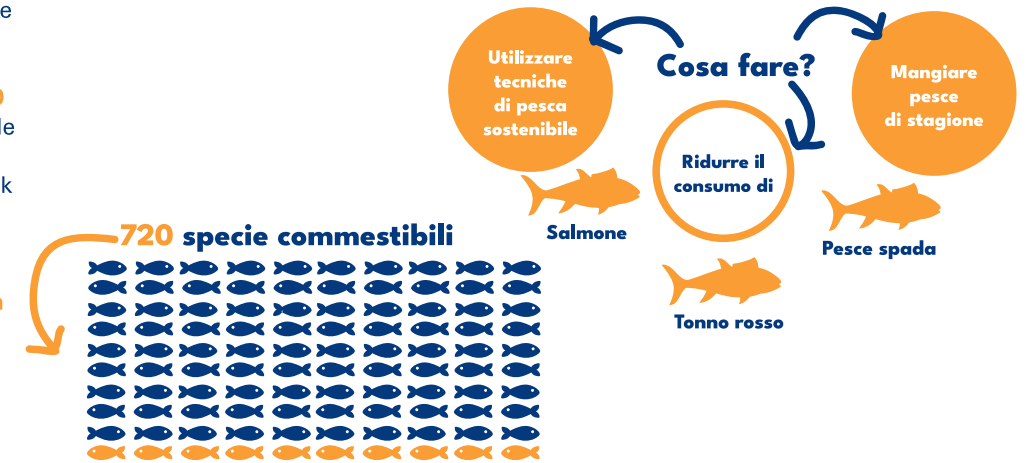 Cosa fare?
Utilizzare
tecniche
di pesca
sostenibile
Mangiare
pesce
di stagione
Ridurre il
consumo di
Salmone
Pesce spada
Tonno rosso
720 specie commestibili